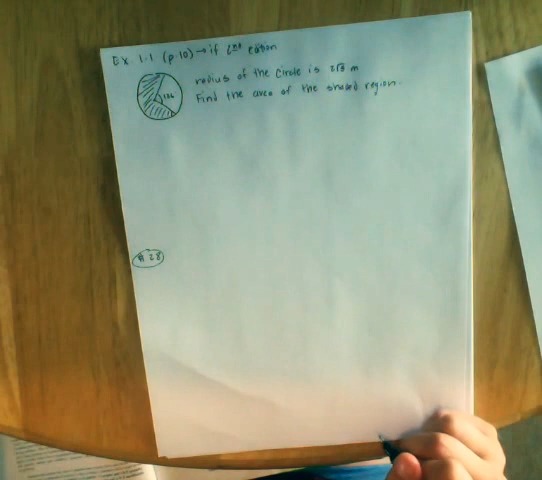 Ex 1.1 (p 10) → if 2nd edition
radius of the circle is 2√3 m
Find the area of the shaded region.
# 28